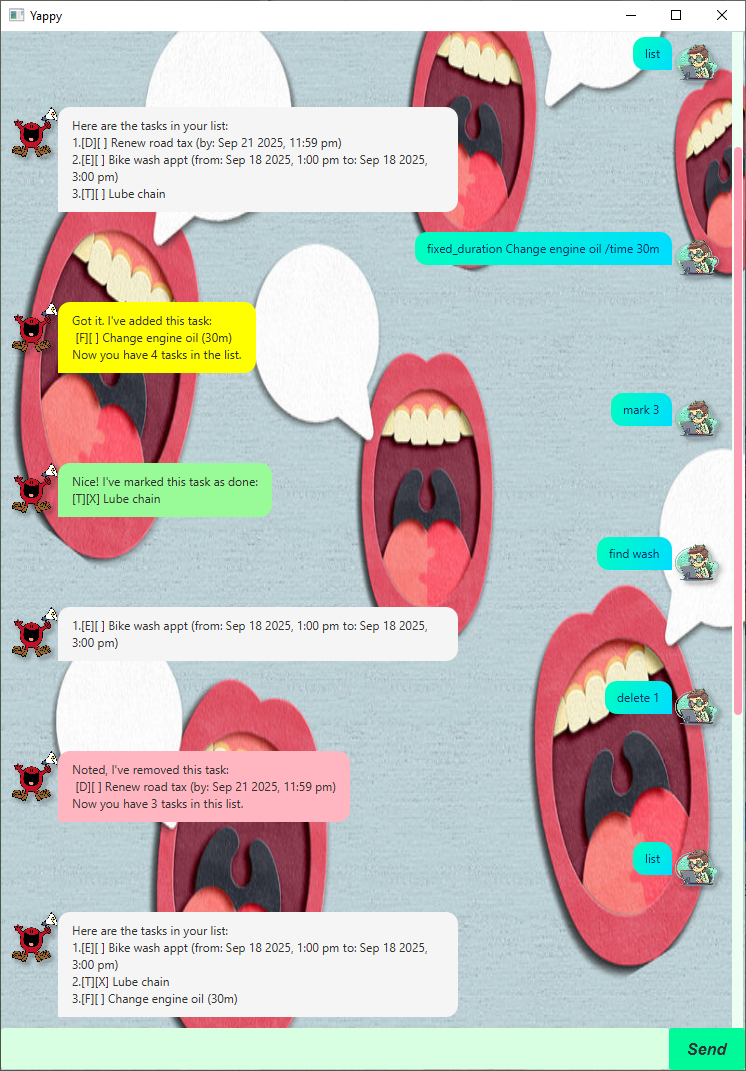 Yappy
list
Here are the tasks in your list:
1.[D][ ] Renew road tax (by: Sep 21 2025, 11:59 pm)
2.[E][ ] Bike wash appt (from: Sep 18 2025, 1:00 pm to: Sep 18 2025,
3:00 pm)
3.[T][ ] Lube chain
fixed_duration Change engine oil /time 30m
Got it. I've added this task:
[F][ ] Change engine oil (30m)
Now you have 4 tasks in the list.
mark 3
Nice! I've marked this task as done:
[T][X] Lube chain
find wash
1.[E][ ] Bike wash appt (from: Sep 18 2025, 1:00 pm to: Sep 18 2025,
3:00 pm)
delete 1
Noted, I've removed this task:
[D][ ] Renew road tax (by: Sep 21 2025, 11:59 pm)
Now you have 3 tasks in this list.
list
Here are the tasks in your list:
1.[E][ ] Bike wash appt (from: Sep 18 2025, 1:00 pm to: Sep 18 2025,
3:00 pm)
2.[T][X] Lube chain
3.[F][ ] Change engine oil (30m)
Send